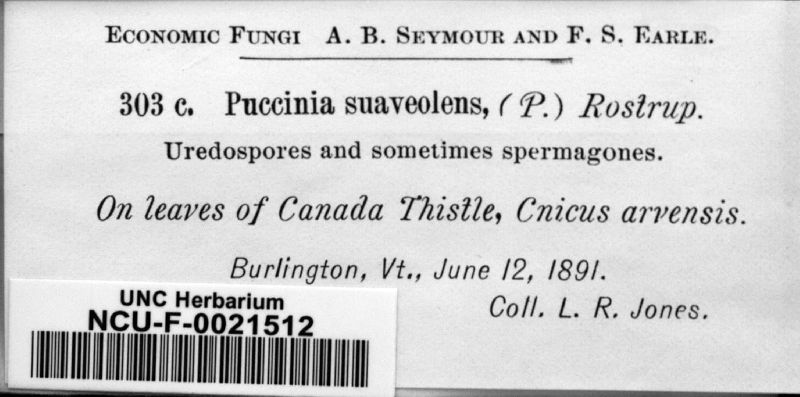 Economic Fungi A. B. Seymour and F. S. Earle.
303 c. Puccinia suaveolens, (P.) Rostrup.
Uredospores and sometimes spermagones.
On leaves of Canada Thistle, Cnicus arvensis.
Burlington, Vt., June 12, 1891.
Coll. L. R. Jones.
UNC Herbarium
NCU-F-0021512